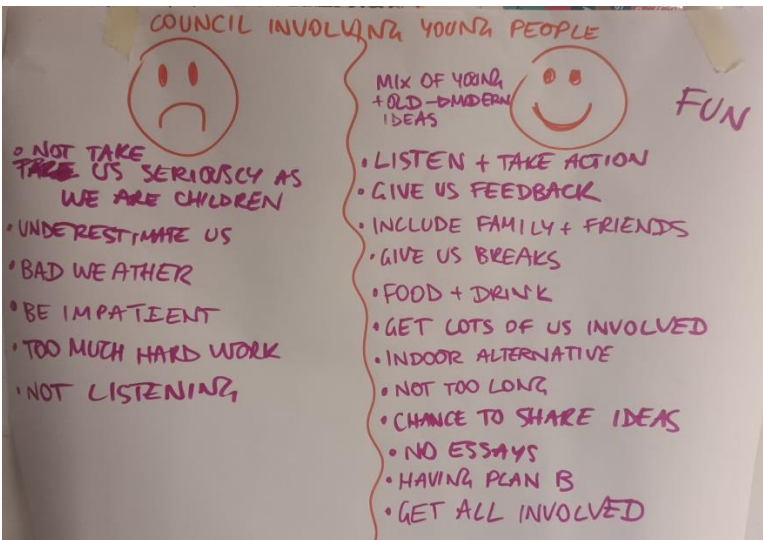 COUNCIL INVOLVING YOUNG PEOPLE
• NOT TAKE
US SERIOUSLY AS
WE ARE CHILDREN
• UNDERESTIMATE US
• BAD WEATHER
• BE IMPATIENT
• TOO MUCH HARD WORK
• NOT LISTENING
MIX OF YOUNG
+ OLD → MODERN
IDEAS
FUN
• LISTEN + TAKE ACTION
• GIVE US FEEDBACK
• INCLUDE FAMILY + FRIENDS
• GIVE US BREAKS
• FOOD + DRINK
• GET LOTS OF US INVOLVED
• INDOOR ALTERNATIVE
• NOT TOO LONG
• CHANCE TO SHARE IDEAS
• NO ESSAYS
• HAVING PLAN B
• GET ALL INVOLVED